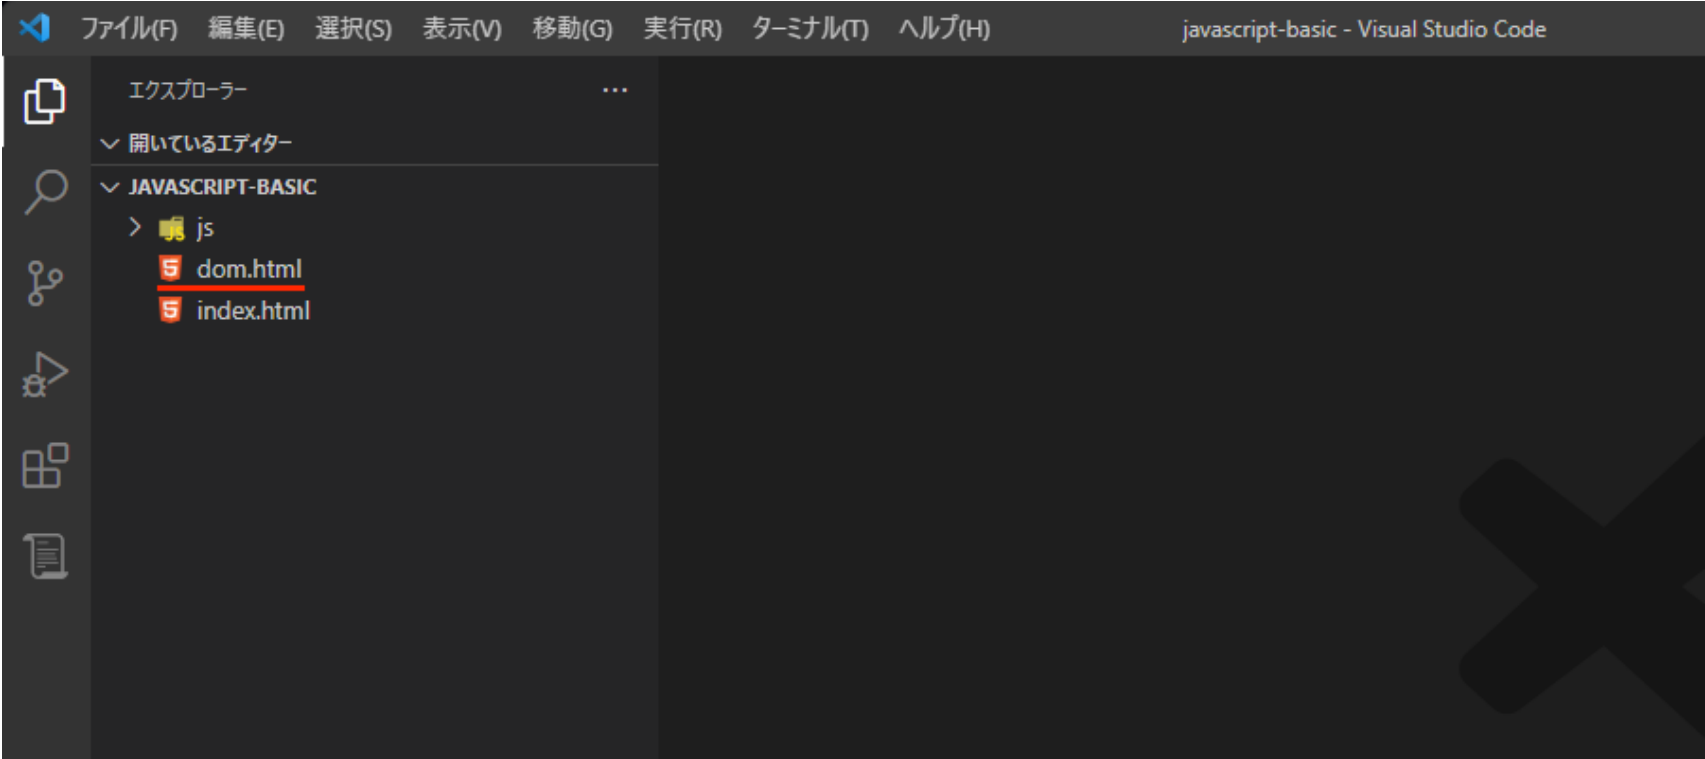 ファイル(F) 編集(E) 選択(S) 表示(V) 移動(G) 実行(R) ターミナル(T) ヘルプ(H) javascript-basic - Visual Studio Code
エクスプローラー ...
開いているエディター
JAVASCRIPT-BASIC
js
dom.html
index.html